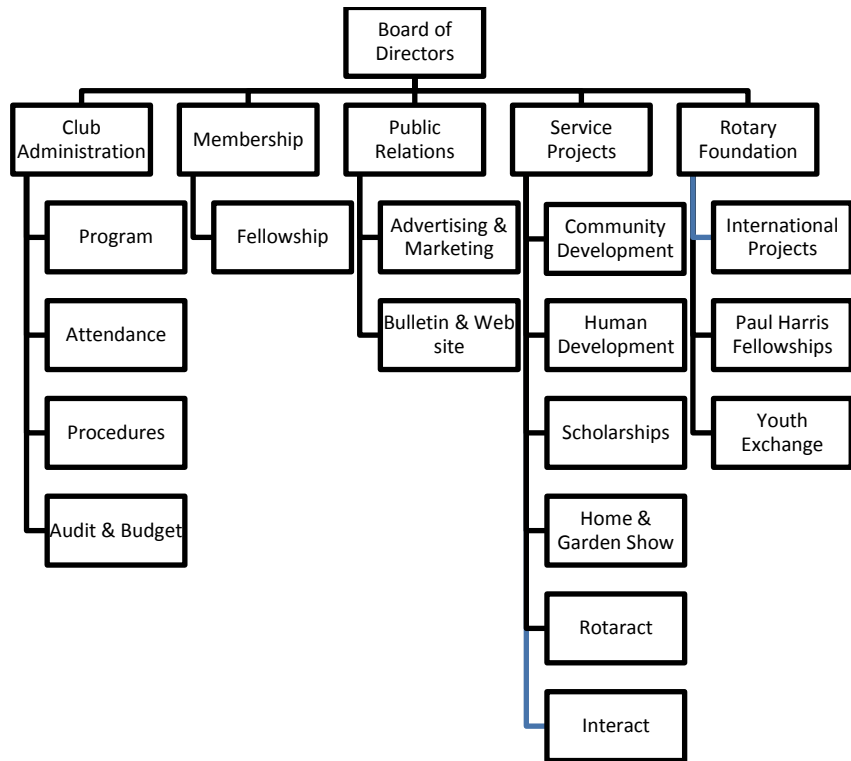 Board of
Directors
Club
Administration
Membership
Public
Relations
Service
Projects
Rotary
Foundation
Program
Attendance
Procedures
Audit & Budget
Fellowship
Advertising &
Marketing
Bulletin & Web
site
Community
Development
Human
Development
Scholarships
Home &
Garden Show
Rotaract
Interact
International
Projects
Paul Harris
Fellowships
Youth
Exchange